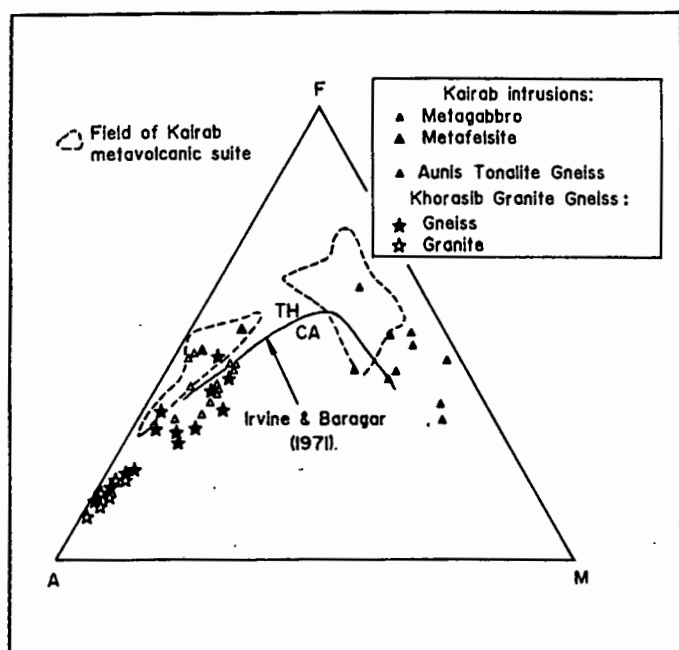 F
Field of Kairab
metavolcanic suite
Kairab intrusions:
Metagabbro
Metafelsite
Aunis Tonalite Gneiss
Khorasib Granite Gneiss :
Gneiss
Granite
TH
CA
Irvine & Baragar
(1971).
A
M